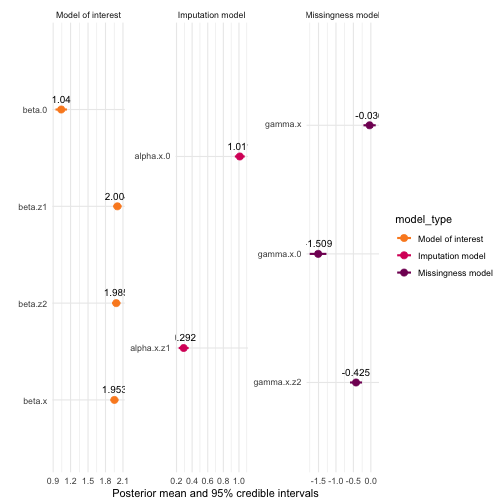 Model of interest Imputation model Missingness model
1.04
beta.0
-0.03
gamma.x
1.01
alpha.x.0
2.00
beta.z1
model_type
Model of interest
Imputation model
Missingness model
-1.509
gamma.x.0
1.98
beta.z2
.292
alpha.x.z1
-0.425
gamma.x.z2
1.953
beta.x
0.9 1.2 1.5 1.8 2.1 0.2 0.4 0.6 0.8 1.0 -1.5 -1.0 -0.5 0.0
Posterior mean and 95% credible intervals